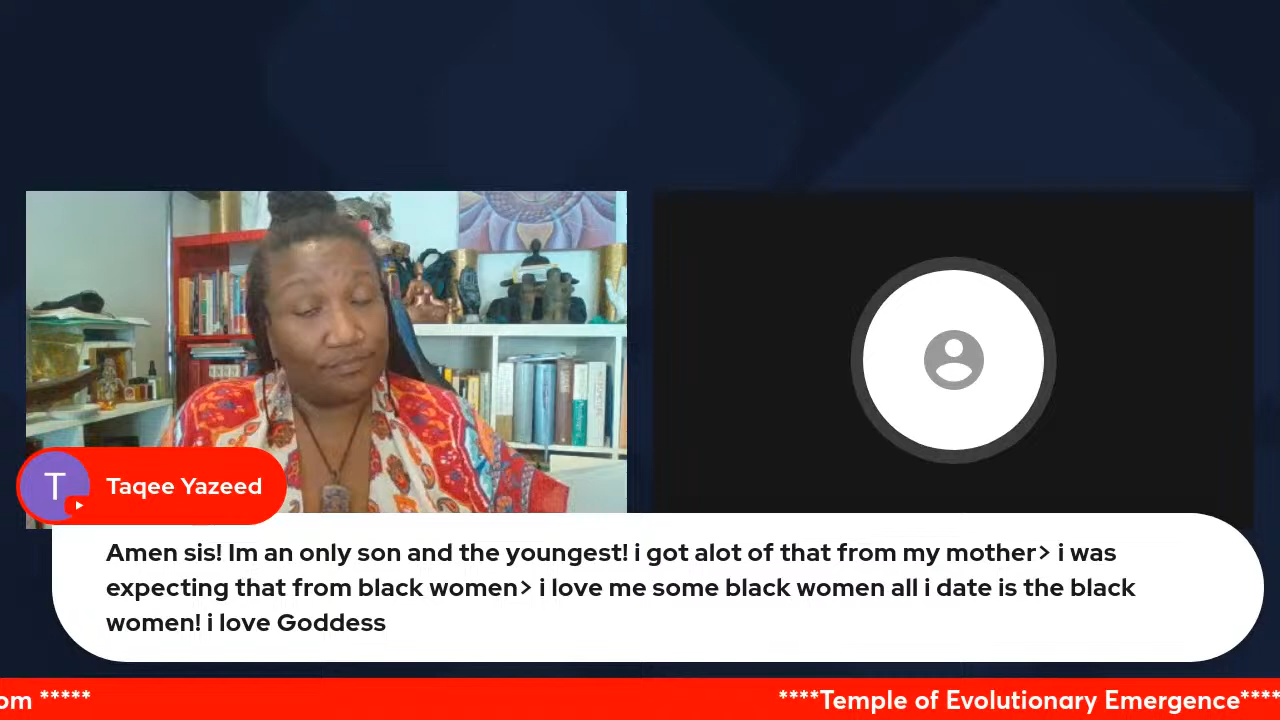 T
Taqee Yazeed
Amen sis! Im an only son and the youngest! i got alot of that from my mother> i was
expecting that from black women> i love me some black women all i date is the black
women! i love Goddess
om ***** ****Temple of Evolutionary Emergence****